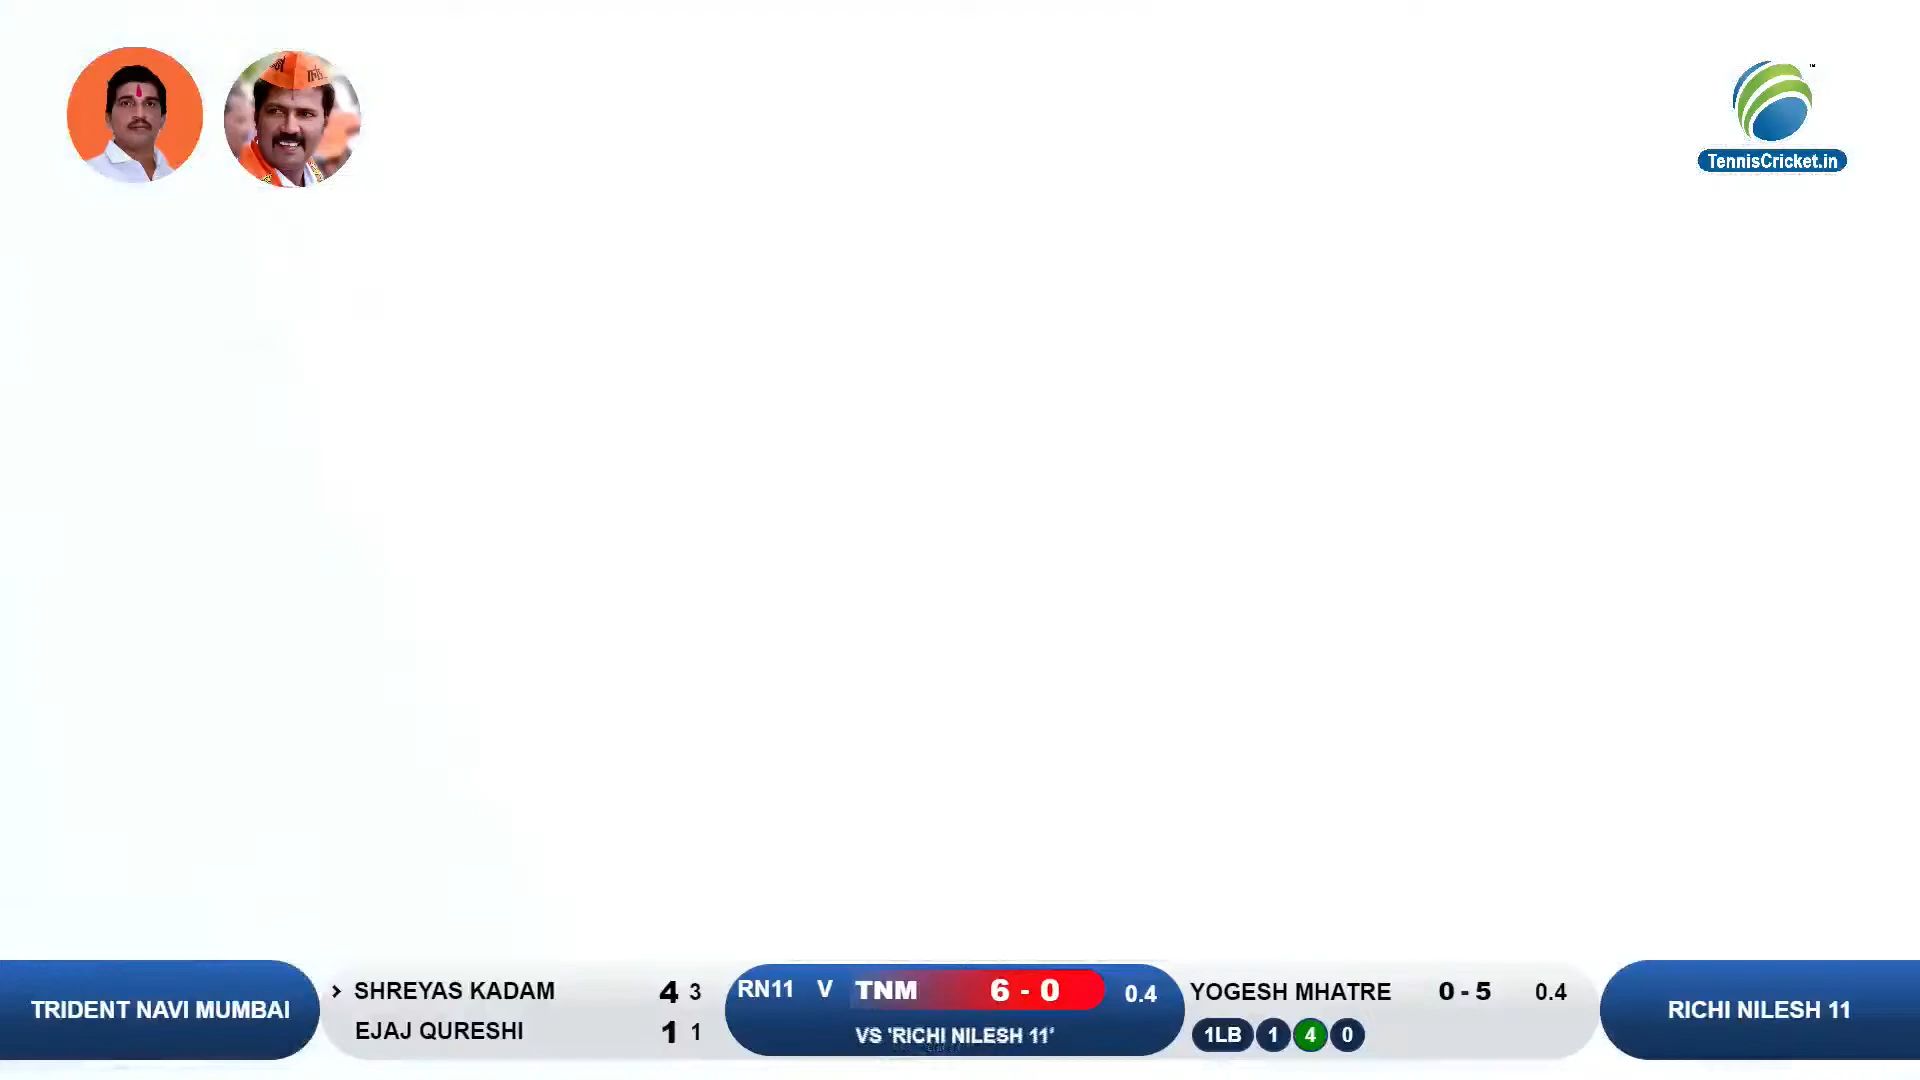 TennisCricket.in
TRIDENT NAVI MUMBAI
> SHREYAS KADAM 4 3
EJAJ QURESHI 1 1
RN11 V TNM 6 - 0 0.4
VS 'RICHI NILESH 11'
YOGESH MHATRE 0 - 5 0.4
1LB 1 4 0
RICHI NILESH 11